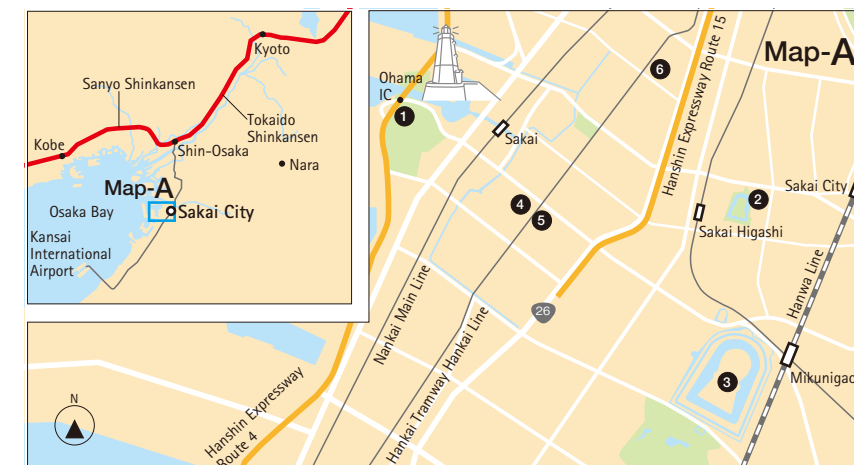 Kyoto
Sanyo Shinkansen
Tokaido
Shinkansen
Kobe
Shin-Osaka
Nara
Map-A
Osaka Bay
Sakai City
Kansai
International
Airport
N
Map-A
Ohama
IC
1
Sakai
6
Hanshin Expressway Route 15
4
5
2
Sakai City
Sakai Higashi
Hanwa Line
Nankai Main Line
26
Hankai Tramway Hankai Line
3
Mikunigao
Hanshin Expressway
Route 4